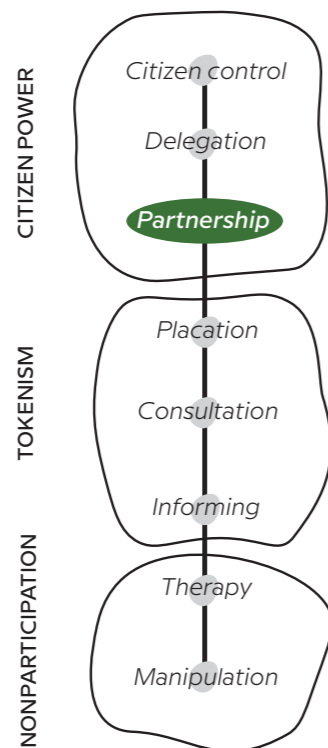 CITIZEN POWER
Citizen control
Delegation
Partnership
TOKENISM
Placation
Consultation
Informing
NONPARTICIPATION
Therapy
Manipulation